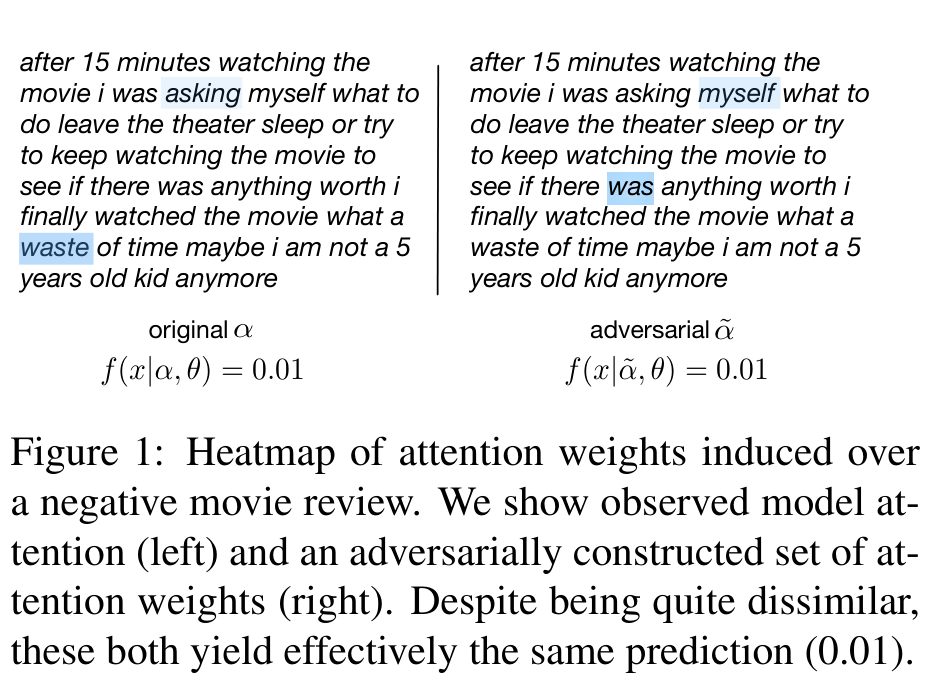 after 15 minutes watching the
movie i was asking myself what to
do leave the theater sleep or try
to keep watching the movie to
see if there was anything worth i
finally watched the movie what a
waste of time maybe i am not a 5
years old kid anymore
original α
f(x|α, θ) = 0.01
after 15 minutes watching the
movie i was asking myself what to
do leave the theater sleep or try
to keep watching the movie to
see if there was anything worth i
finally watched the movie what a
waste of time maybe i am not a 5
years old kid anymore
adversarial α̃
f(x|α̃, θ) = 0.01
Figure 1: Heatmap of attention weights induced over
a negative movie review. We show observed model at-
tention (left) and an adversarially constructed set of at-
tention weights (right). Despite being quite dissimilar,
these both yield effectively the same prediction (0.01).